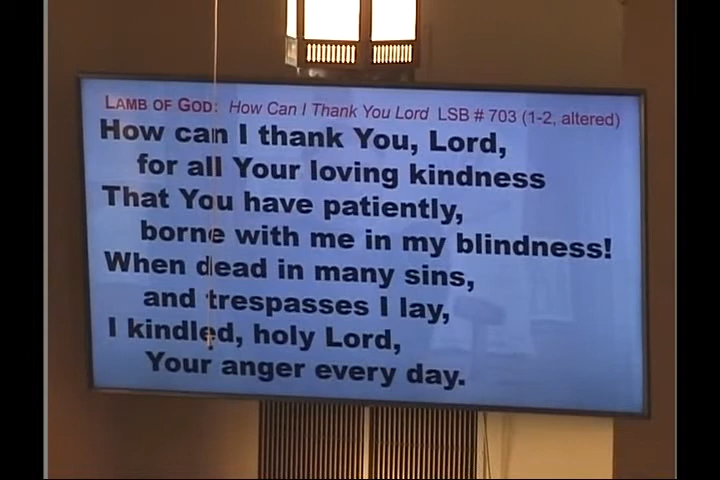 LAMB OF GOD: How Can I Thank You Lord LSB # 703 (1-2, altered)
How can I thank You, Lord,
for all Your loving kindness
That You have patiently,
borne with me in my blindness!
When dead in many sins,
and trespasses I lay,
I kindled, holy Lord,
Your anger every day.